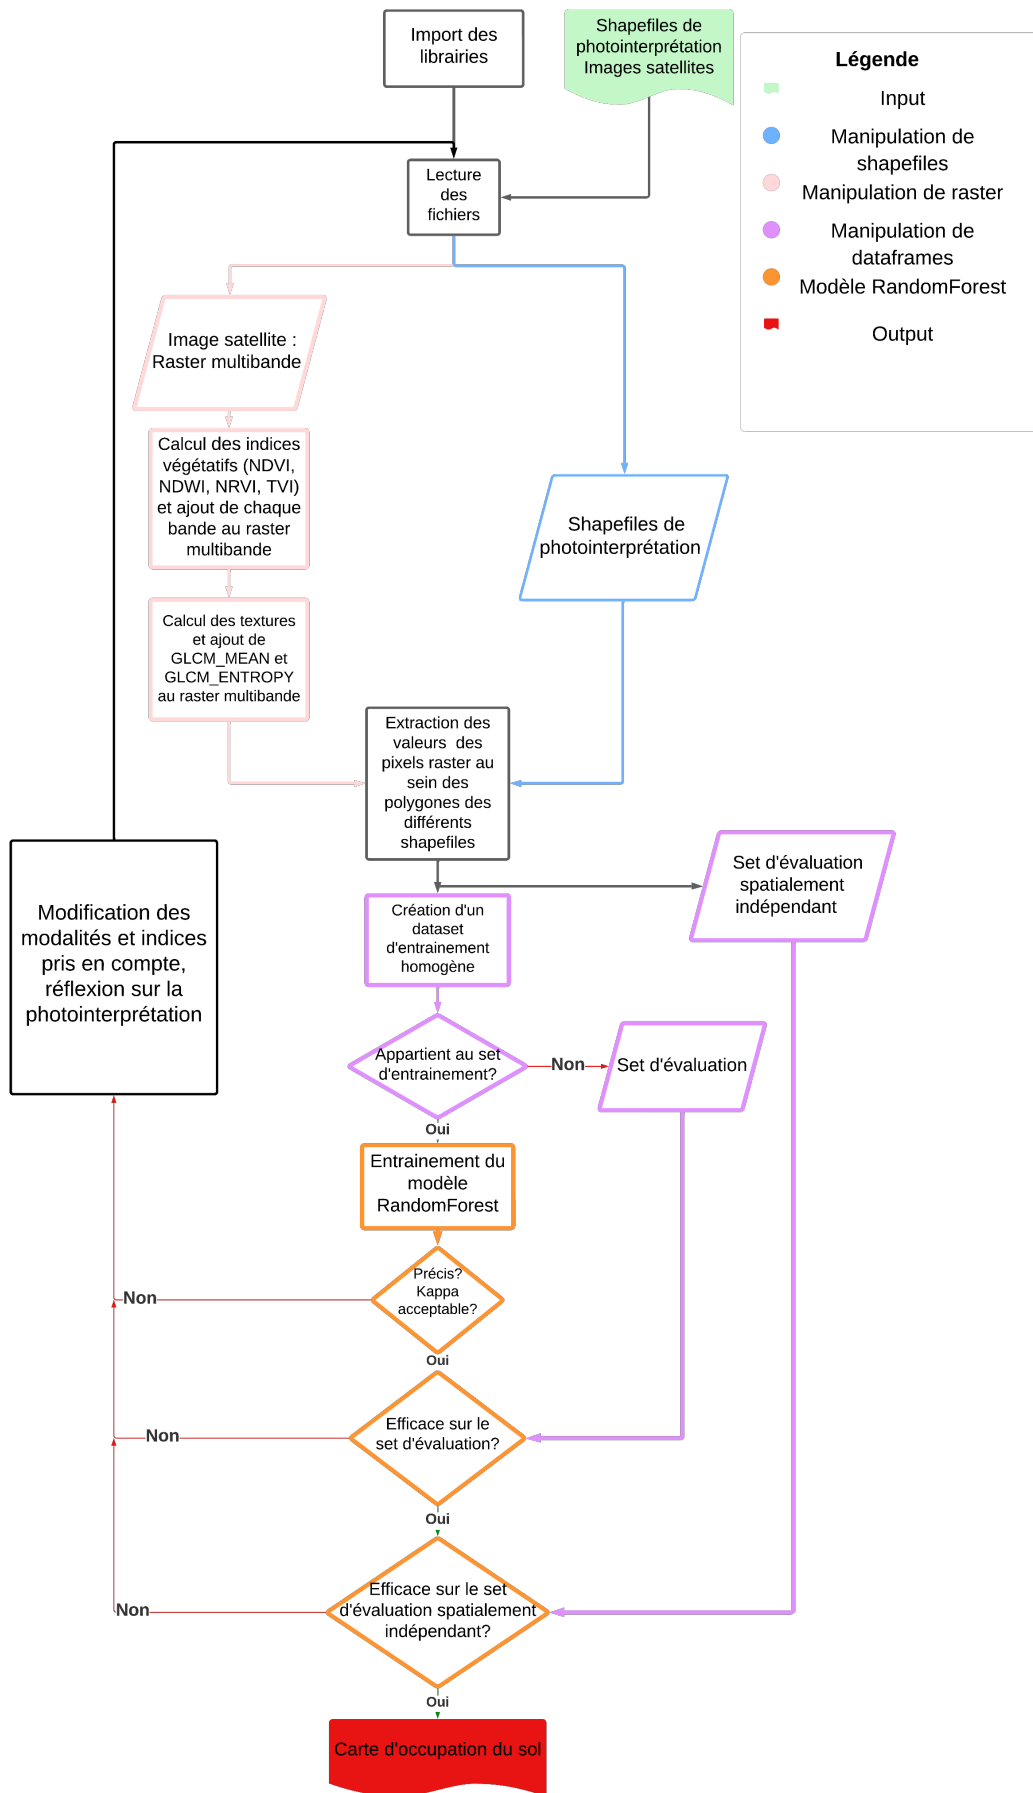 Import des
librairies
Shapefiles de
photointerprétation
Images satellites
Légende
Input
Manipulation de
shapefiles
Manipulation de raster
Manipulation de
dataframes
Modèle RandomForest
Output
Lecture
des
fichiers
Image satellite :
Raster multibande
Calcul des indices
végétatifs (NDVI,
NDWI, NRVI, TVI)
et ajout de chaque
bande au raster
multibande
Shapefiles de
photointerprétation
Calcul des textures
et ajout de
GLCM_MEAN et
GLCM_ENTROPY
au raster multibande
Extraction des
valeurs des
pixels raster au
sein des
polygones des
différents
shapefiles
Modification des
modalités et indices
pris en compte,
réflexion sur la
photointerprétation
Set d'évaluation
spatialement
indépendant
Création d'un
dataset
d'entrainement
homogène
Appartient au set
d'entrainement?
Non
Set d'évaluation
Oui
Entrainement du
modèle
RandomForest
Précis?
Kappa
acceptable?
Non
Oui
Efficace sur le
set d'évaluation?
Non
Oui
Efficace sur le set
d'évaluation spatialement
indépendant?
Non
Oui
Carte d'occupation du sol